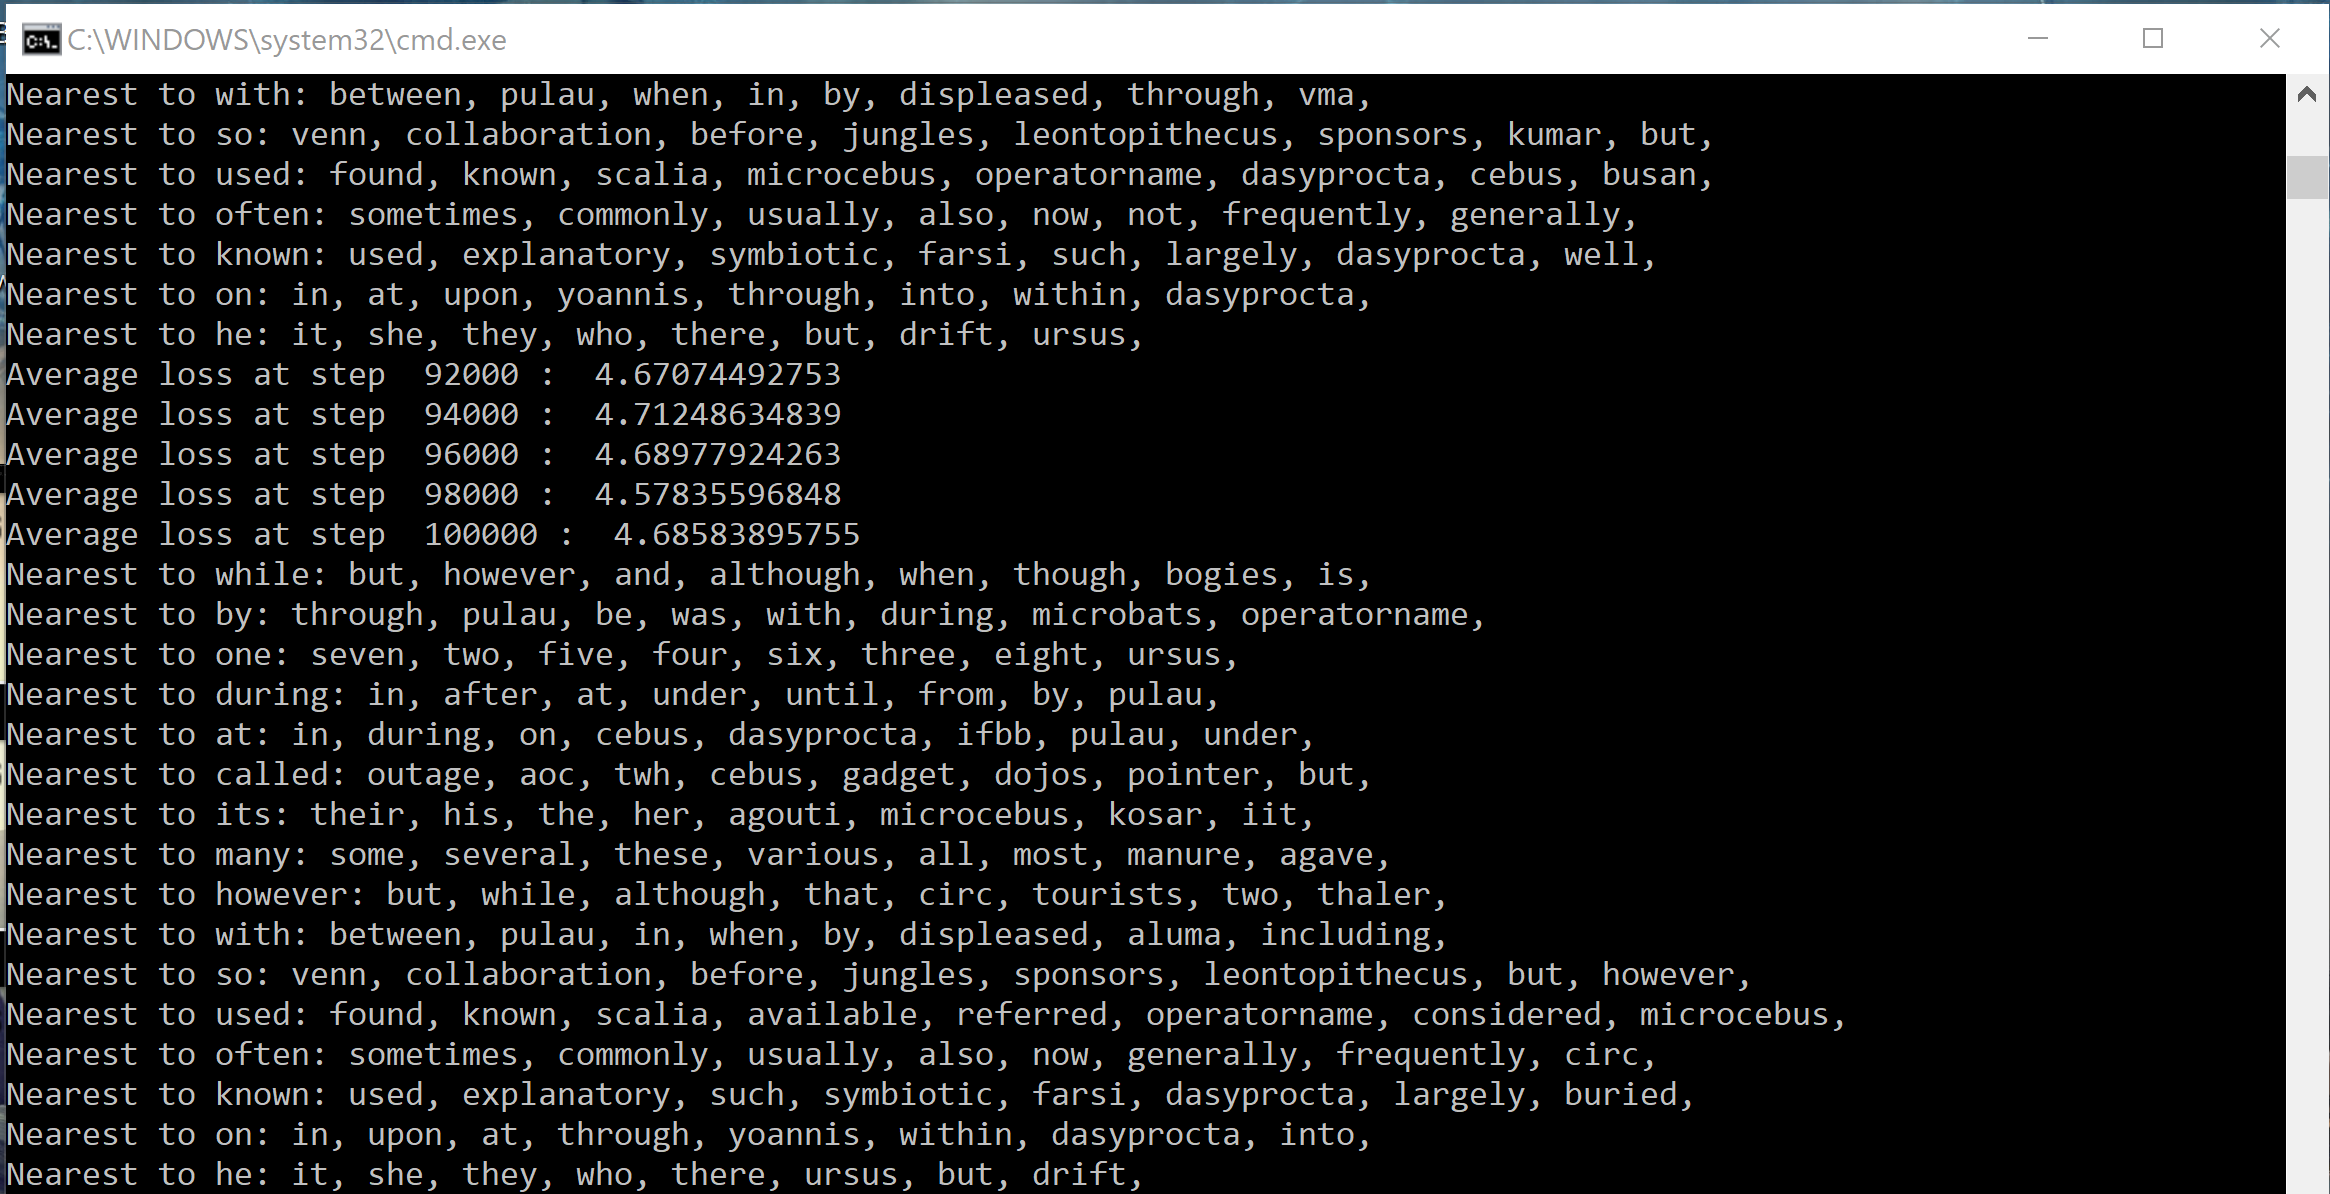 C:\WINDOWS\system32\cmd.exe
Nearest to with: between, pulau, when, in, by, displeased, through, vma,
Nearest to so: venn, collaboration, before, jungles, leontopithecus, sponsors, kumar, but,
Nearest to used: found, known, scalia, microcebus, operatorname, dasyprocta, cebus, busan,
Nearest to often: sometimes, commonly, usually, also, now, not, frequently, generally,
Nearest to known: used, explanatory, symbiotic, farsi, such, largely, dasyprocta, well,
Nearest to on: in, at, upon, yoannis, through, into, within, dasyprocta,
Nearest to he: it, she, they, who, there, but, drift, ursus,
Average loss at step  92000 :  4.67074492753
Average loss at step  94000 :  4.71248634839
Average loss at step  96000 :  4.68977924263
Average loss at step  98000 :  4.57835596848
Average loss at step  100000 :  4.68583895755
Nearest to while: but, however, and, although, when, though, bogies, is,
Nearest to by: through, pulau, be, was, with, during, microbats, operatorname,
Nearest to one: seven, two, five, four, six, three, eight, ursus,
Nearest to during: in, after, at, under, until, from, by, pulau,
Nearest to at: in, during, on, cebus, dasyprocta, ifbb, pulau, under,
Nearest to called: outage, aoc, twh, cebus, gadget, dojos, pointer, but,
Nearest to its: their, his, the, her, agouti, microcebus, kosar, iit,
Nearest to many: some, several, these, various, all, most, manure, agave,
Nearest to however: but, while, although, that, circ, tourists, two, thaler,
Nearest to with: between, pulau, in, when, by, displeased, aluma, including,
Nearest to so: venn, collaboration, before, jungles, sponsors, leontopithecus, but, however,
Nearest to used: found, known, scalia, available, referred, operatorname, considered, microcebus,
Nearest to often: sometimes, commonly, usually, also, now, generally, frequently, circ,
Nearest to known: used, explanatory, such, symbiotic, farsi, dasyprocta, largely, buried,
Nearest to on: in, upon, at, through, yoannis, within, dasyprocta, into,
Nearest to he: it, she, they, who, there, ursus, but, drift,